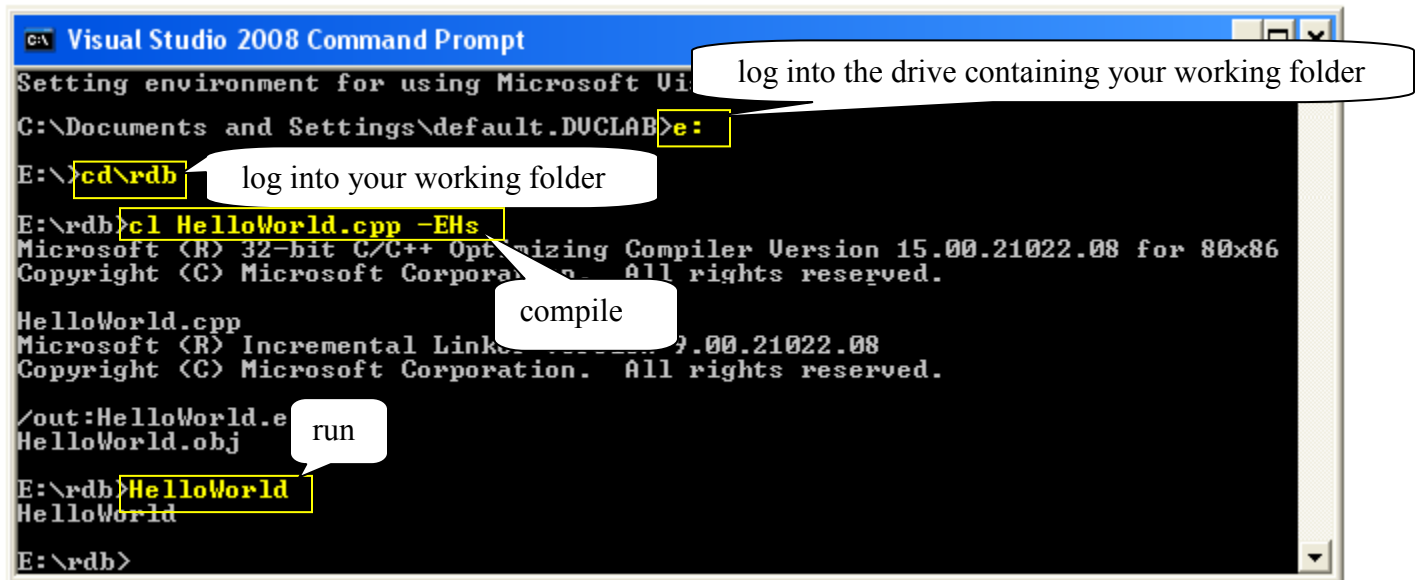 Visual Studio 2008 Command Prompt
Setting environment for using Microsoft
log into the drive containing your working folder
C:\Documents and Settings\default.DVCLAB>e:
E:\>cd\rdb
log into your working folder
E:\rdb>cl HelloWorld.cpp -EHs
Microsoft (R) 32-bit C/C++ Optimizing Compiler Version 15.00.21022.08 for 80x86
Copyright (C) Microsoft Corporation. All rights reserved.
compile
HelloWorld.cpp
Microsoft (R) Incremental 9.00.21022.08
Copyright (C) Microsoft Corporation. All rights reserved.
/out:HelloWorld.e
run
HelloWorld.obj
E:\rdb>HelloWorld
HelloWorld
E:\rdb>